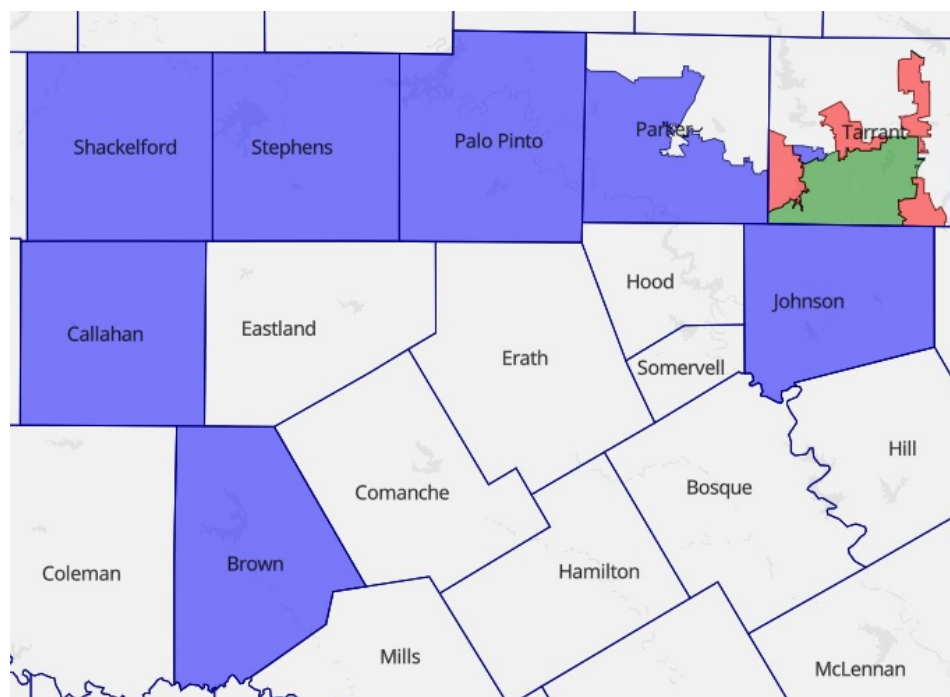 Shackelford
Stephens
Palo Pinto
Parker
Tarrant
Callahan
Eastland
Erath
Hood
Somervell
Johnson
Coleman
Brown
Comanche
Hamilton
Bosque
Hill
Mills
McLennan